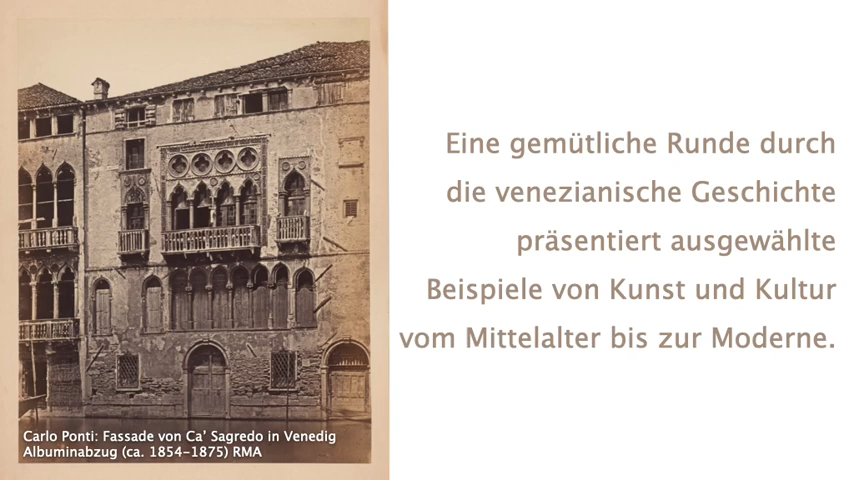 Eine gemütliche Runde durch
die venezianische Geschichte
präsentiert ausgewählte
Beispiele von Kunst und Kultur
vom Mittelalter bis zur Moderne.
Carlo Ponti: Fassade von Ca’ Sagredo in Venedig
Albuminabzug (ca. 1854-1875) RMA